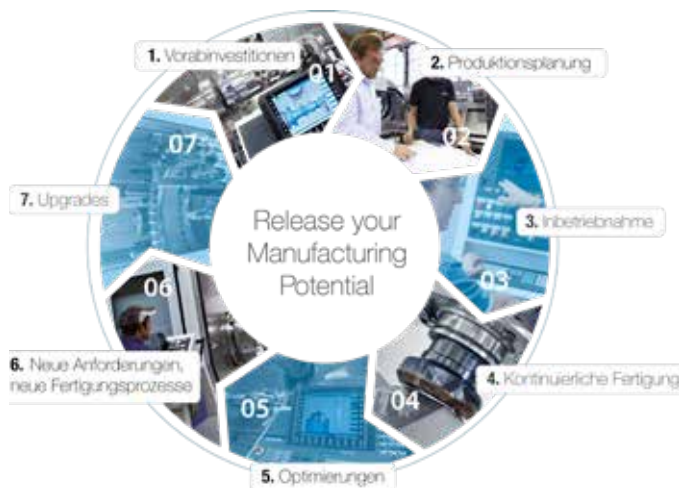 1. Vorabinvestitionen
01
2. Produktionsplanung
02
3. Inbetriebnahme
03
4. Kontinuierliche Fertigung
04
5. Optimierungen
05
6. Neue Anforderungen,
neue Fertigungsprozesse
06
7. Upgrades
07
Release your
Manufacturing
Potential